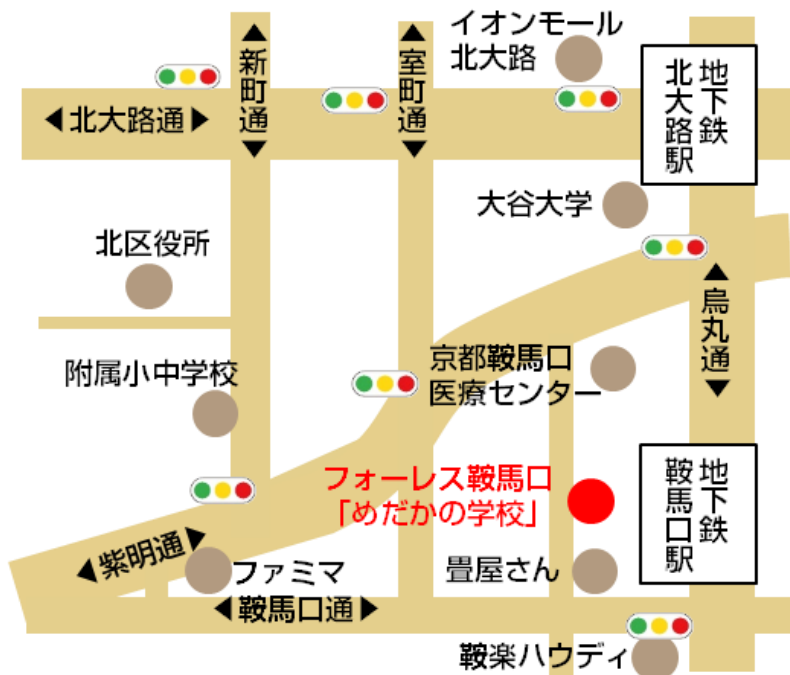 イオンモール
北大路
新町通
室町通
地下鉄
北大路駅
北大路通
大谷大学
北区役所
烏丸通
京都鞍馬口
医療センター
附属小中学校
フォーレス鞍馬口
「めだかの学校」
地下鉄
鞍馬口駅
紫明通
ファミマ
畳屋さん
鞍馬口通
鞍楽ハウディ